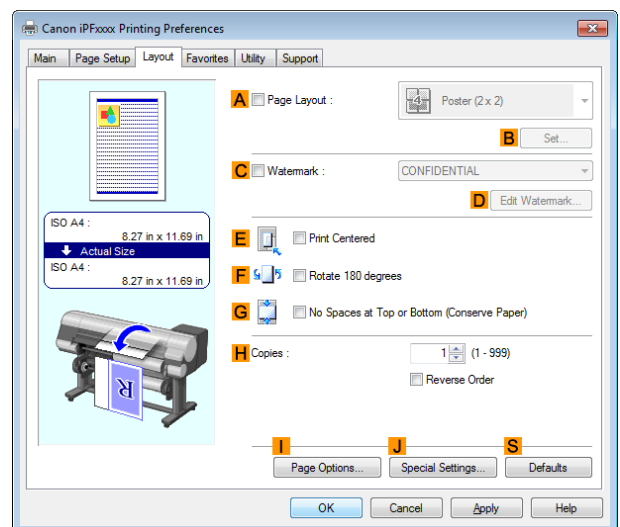 Canon iPFxxxx Printing Preferences
Main Page Setup Layout Favorites Utility Support
A Page Layout :
4 Poster (2 x 2)
B Set...
C Watermark : CONFIDENTIAL
D Edit Watermark...
ISO A4 :
8.27 in x 11.69 in
Actual Size
ISO A4 :
8.27 in x 11.69 in
E Print Centered
F Rotate 180 degrees
G No Spaces at Top or Bottom (Conserve Paper)
H Copies : 1 (1 - 999)
Reverse Order
R
I J S
Page Options... Special Settings... Defaults
OK Cancel Apply Help